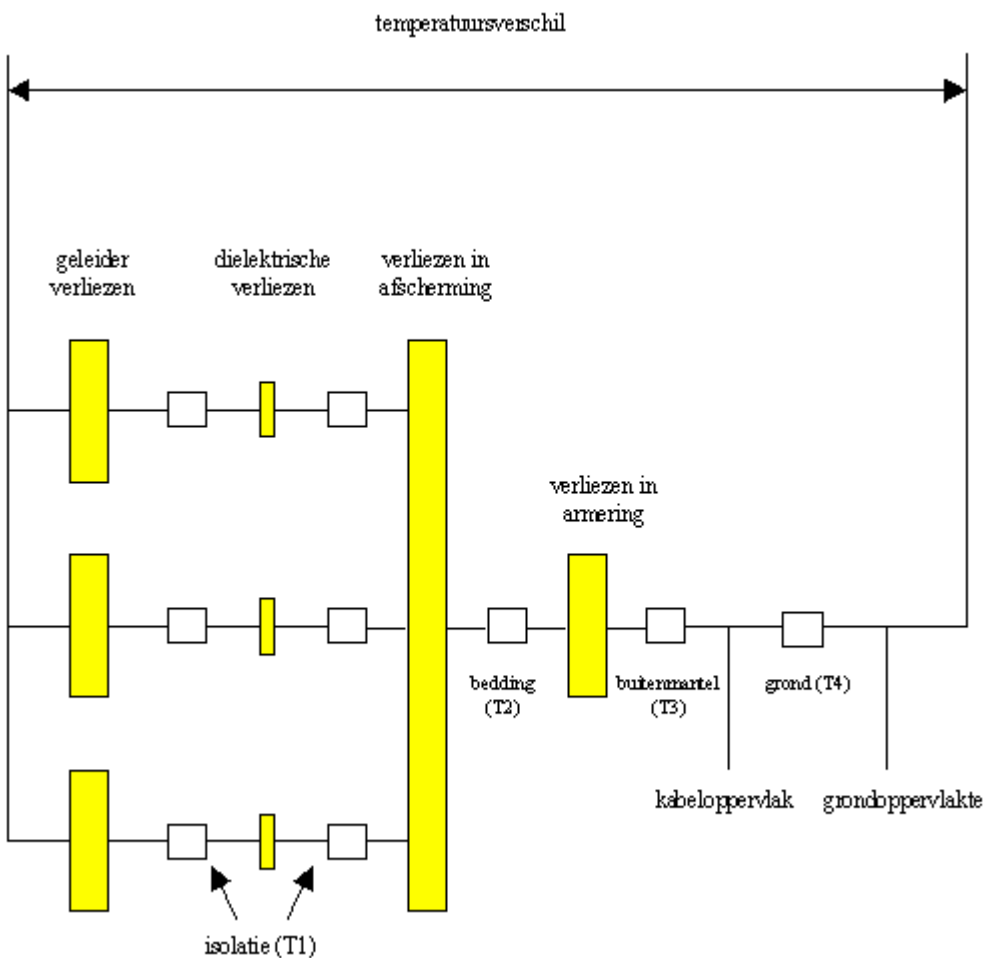 temperatuursverschil
geleider
verliezen
dielektrische
verliezen
verliezen in
afscherming
verliezen in
armering
bedding
(T2)
buitenmantel
(T3)
grond (T4)
kabeloppervlak
grondoppervlakte
isolatie (T1)